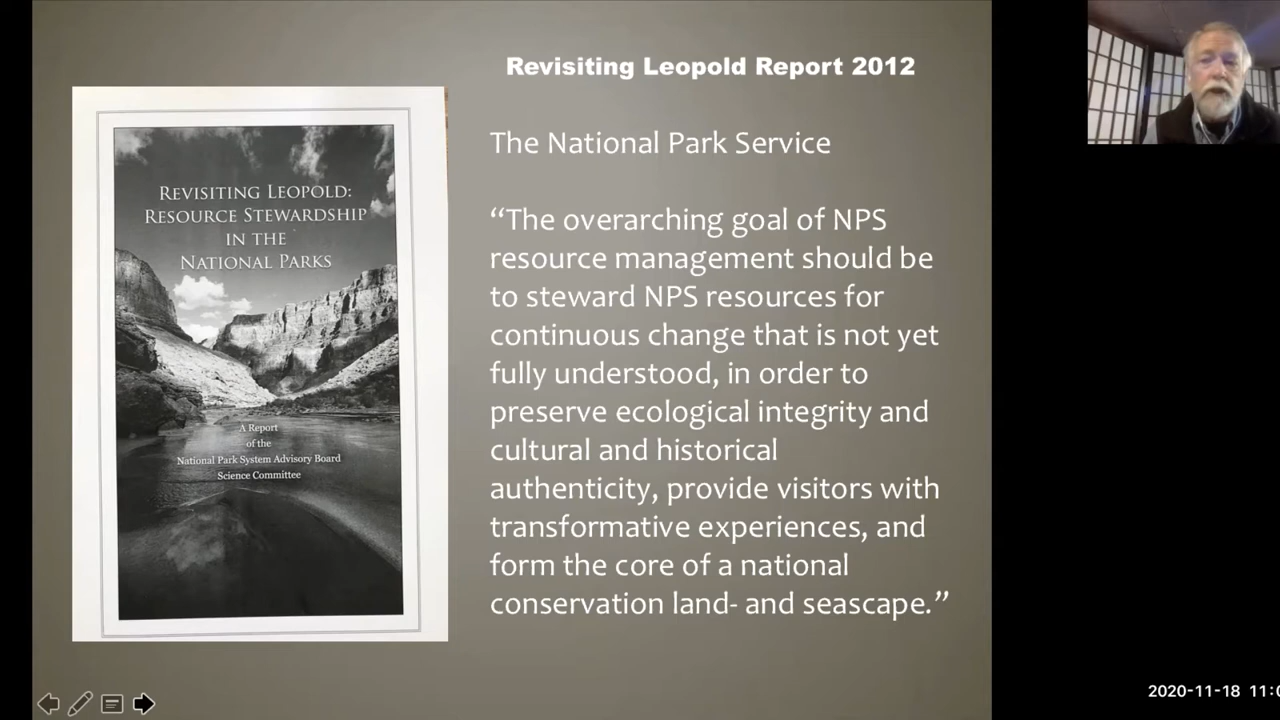 Revisiting Leopold Report 2012
REVISITING LEOPOLD:
RESOURCE STEWARDSHIP
IN THE
NATIONAL PARKS
A Report
of the
National Park System Advisory Board
Science Committee
The National Park Service
“The overarching goal of NPS
resource management should be
to steward NPS resources for
continuous change that is not yet
fully understood, in order to
preserve ecological integrity and
cultural and historical
authenticity, provide visitors with
transformative experiences, and
form the core of a national
conservation land- and seascape.”
2020-11-18